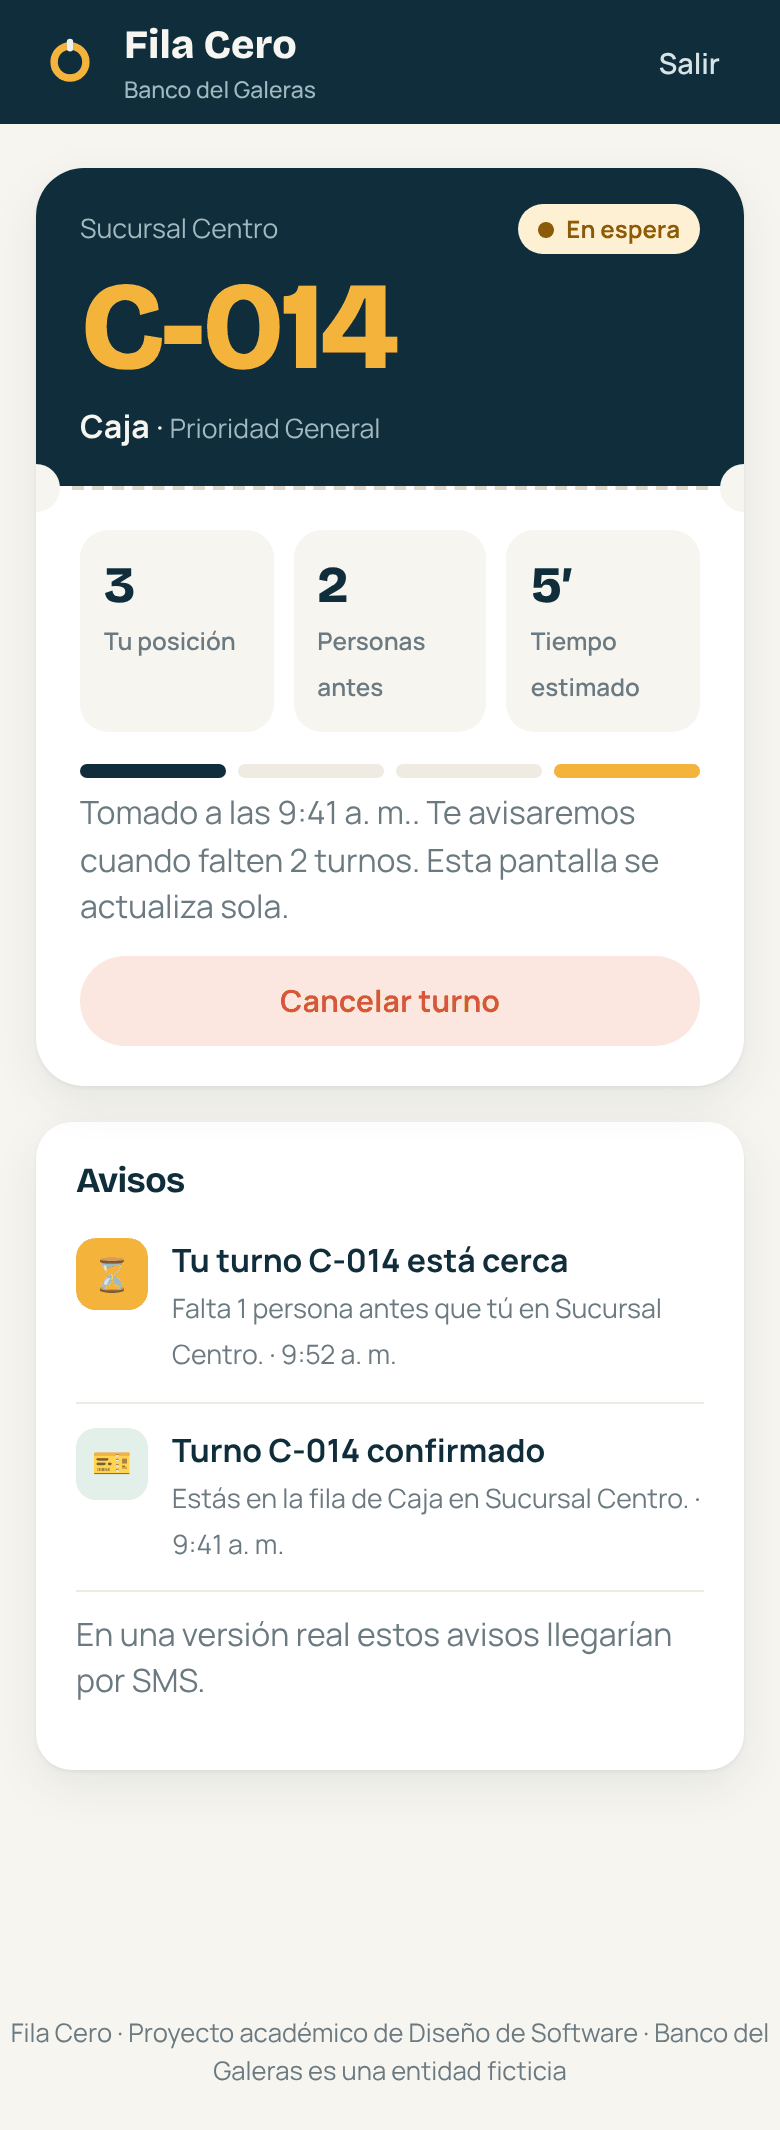 Fila Cero
Banco del Galeras
Salir
Sucursal Centro
En espera
C-014
Caja · Prioridad General
3
Tu posición
2
Personas
antes
5′
Tiempo
estimado
Tomado a las 9:41 a. m.. Te avisaremos
cuando falten 2 turnos. Esta pantalla se
actualiza sola.
Cancelar turno
Avisos
Tu turno C-014 está cerca
Falta 1 persona antes que tú en Sucursal
Centro. · 9:52 a. m.
Turno C-014 confirmado
Estás en la fila de Caja en Sucursal Centro. ·
9:41 a. m.
En una versión real estos avisos llegarían
por SMS.
Fila Cero · Proyecto académico de Diseño de Software · Banco del
Galeras es una entidad ficticia